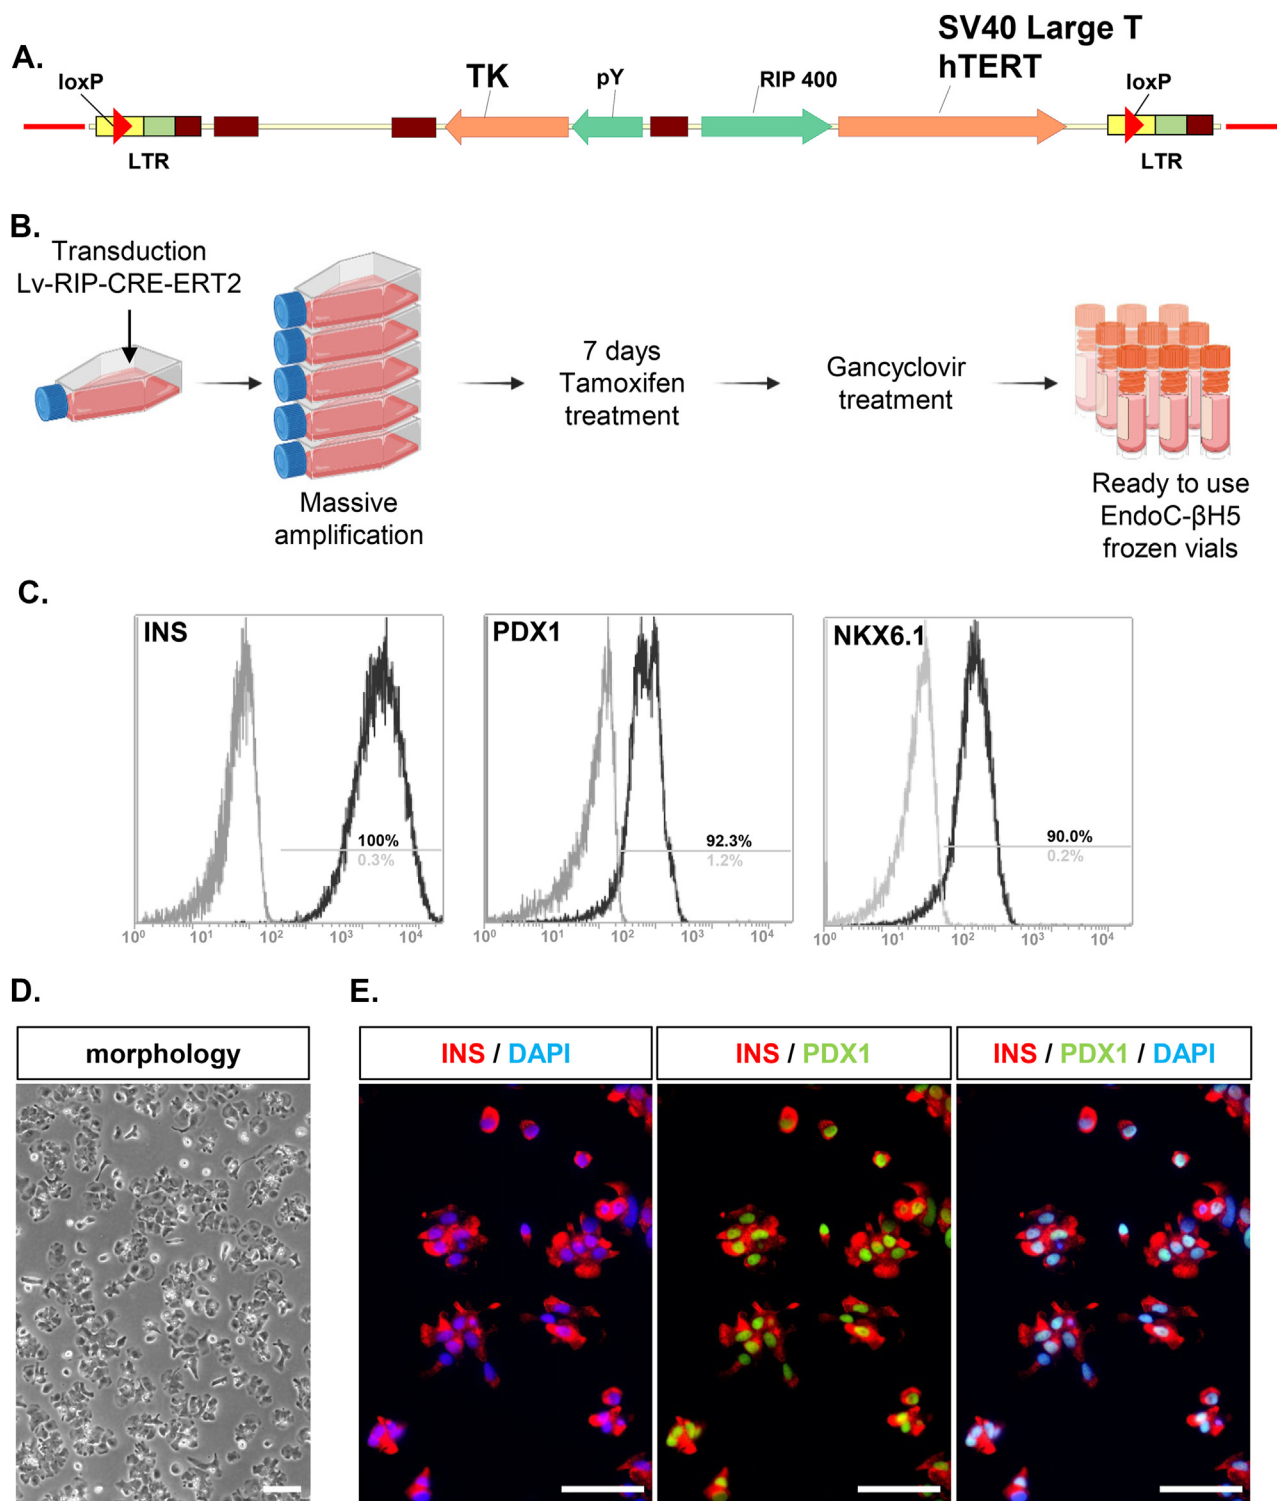 A.
SV40 Large T
hTERT
loxP
TK
pY
RIP 400
loxP
LTR
LTR
B.
Transduction
Lv-RIP-CRE-ERT2
Massive
amplification
7 days
Tamoxifen
treatment
Gancyclovir
treatment
Ready to use
EndoC-βH5
frozen vials
C.
INS
100%
0.3%
10⁰ 10¹ 10² 10³ 10⁴
PDX1
92.3%
1.2%
10⁰ 10¹ 10² 10³ 10⁴
NKX6.1
90.0%
0.2%
10⁰ 10¹ 10² 10³ 10⁴
D.
morphology
E.
INS / DAPI
INS / PDX1
INS / PDX1 / DAPI